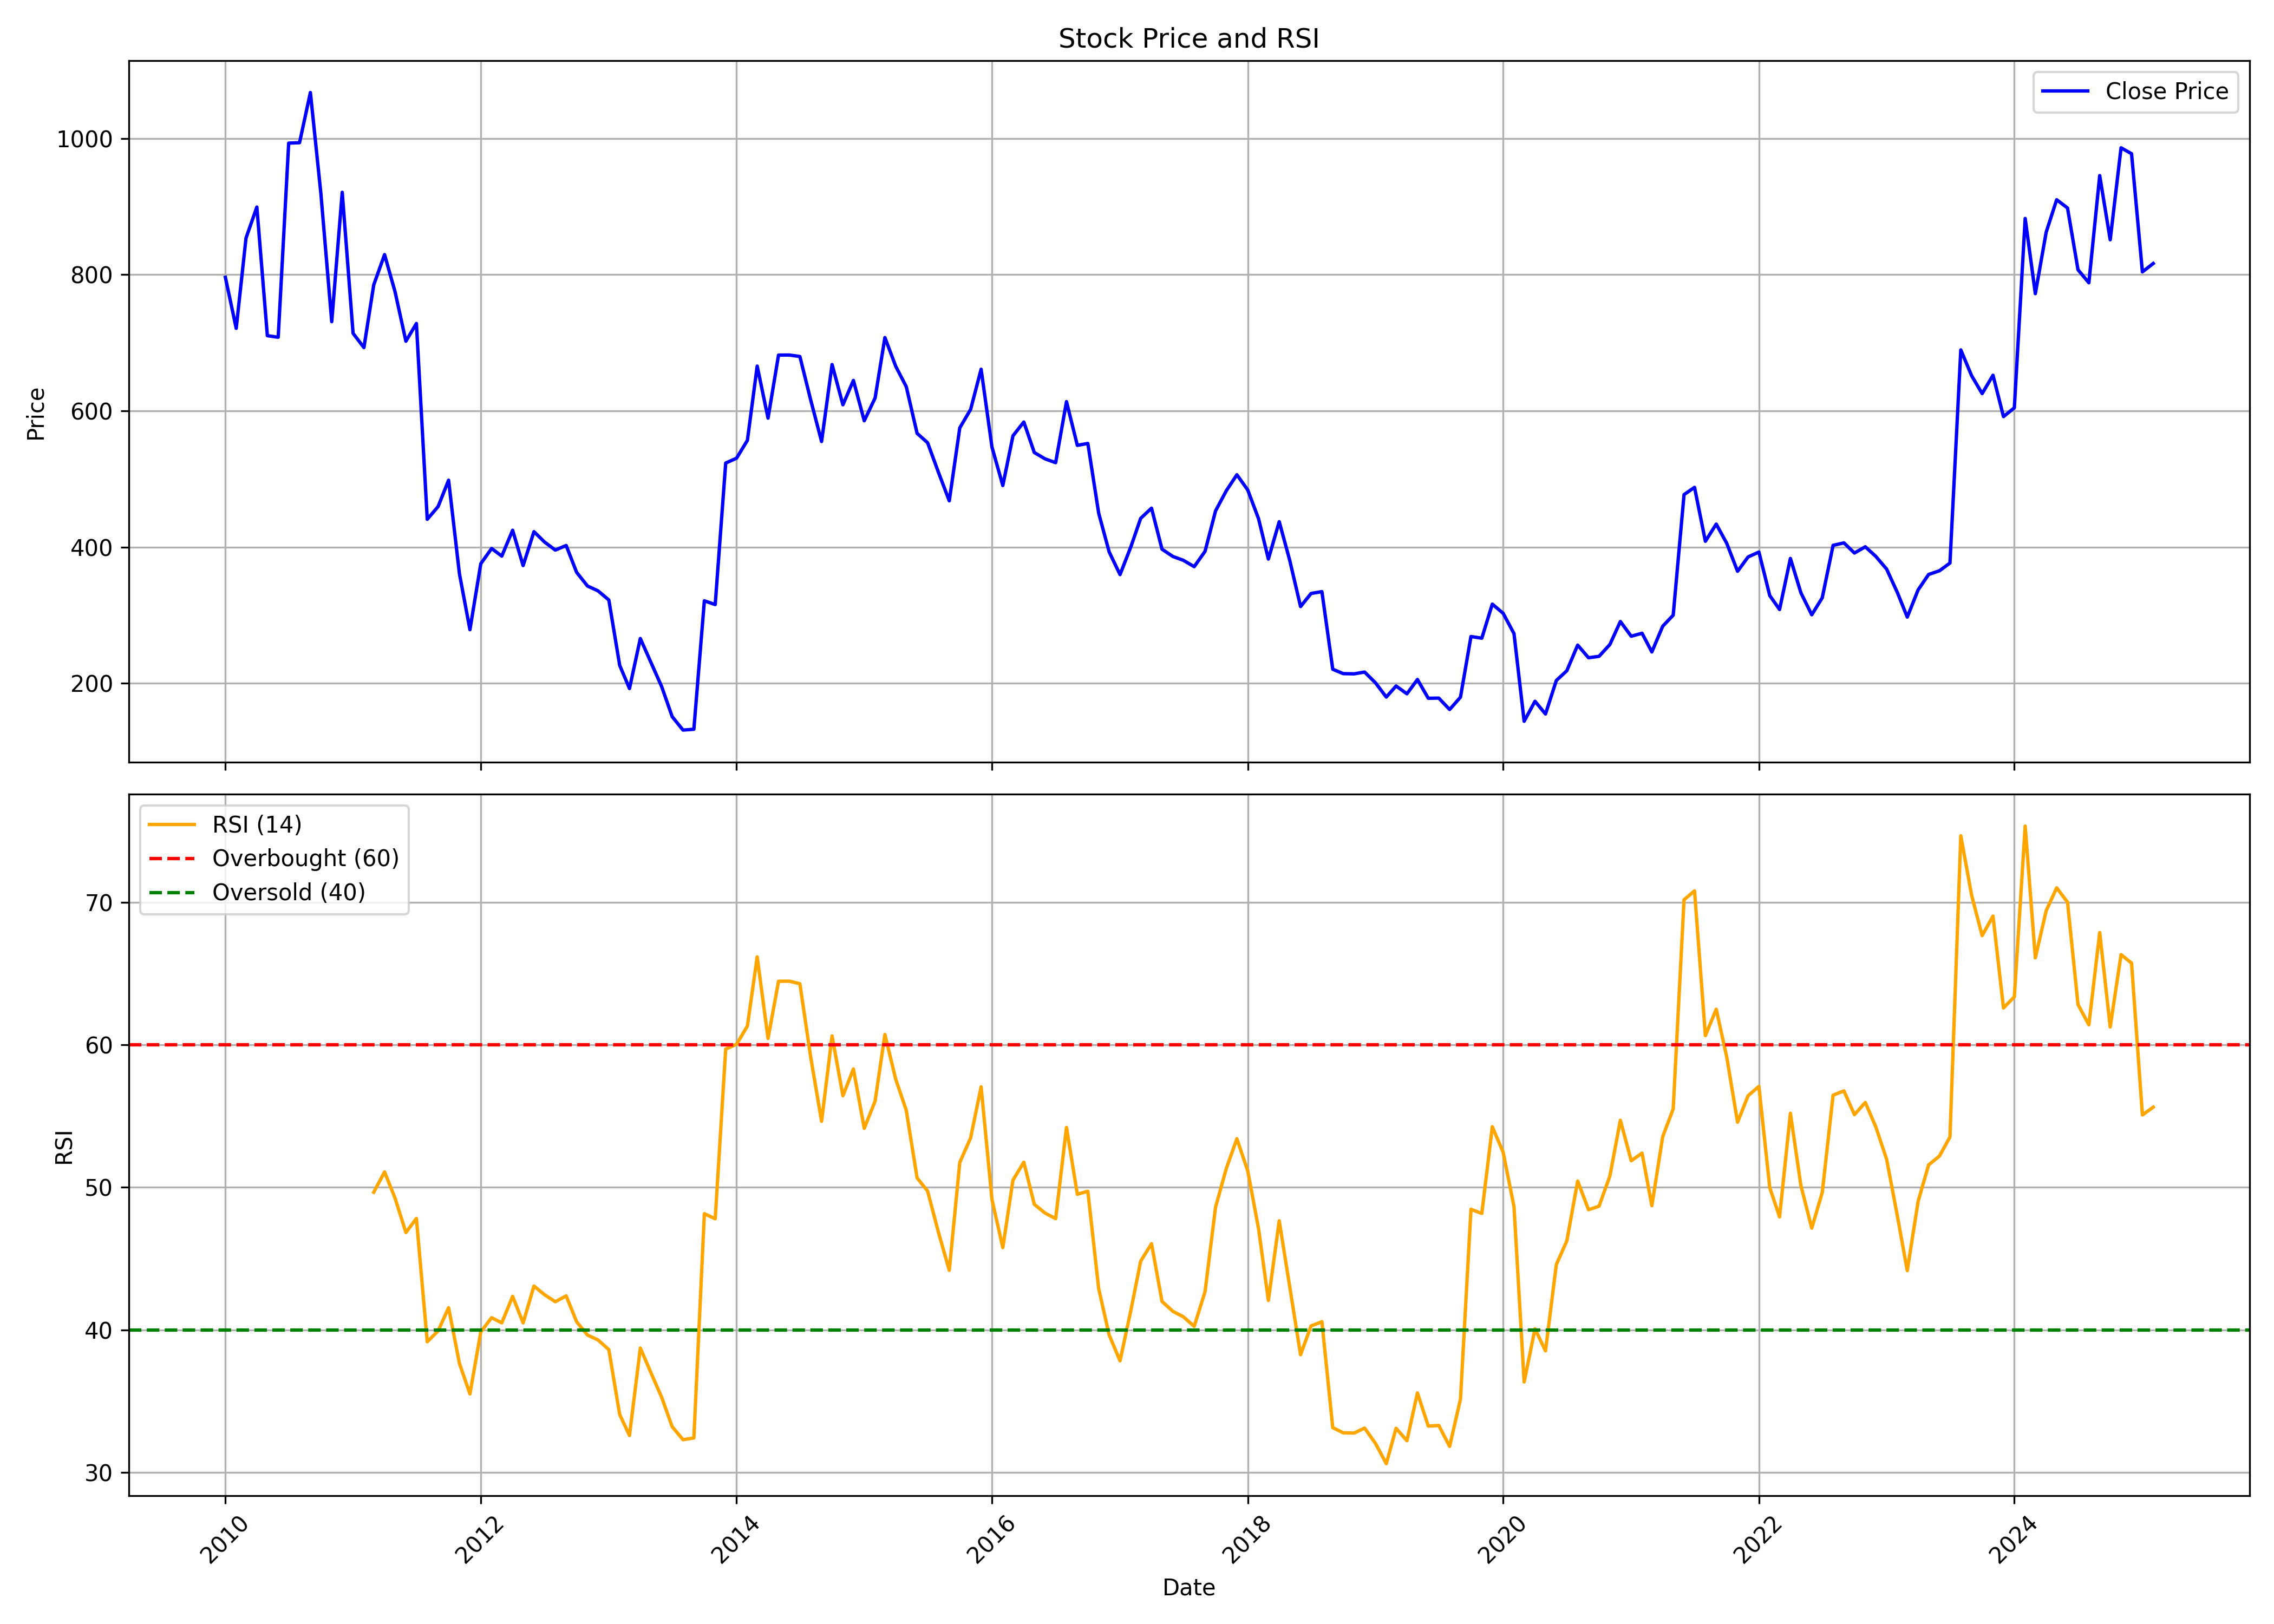 Stock Price and RSI
Close Price
1000
800
600
400
200
Price
RSI (14)
Overbought (60)
Oversold (40)
70
60
50
40
30
RSI
2010
2012
2014
2016
2018
2020
2022
2024
Date